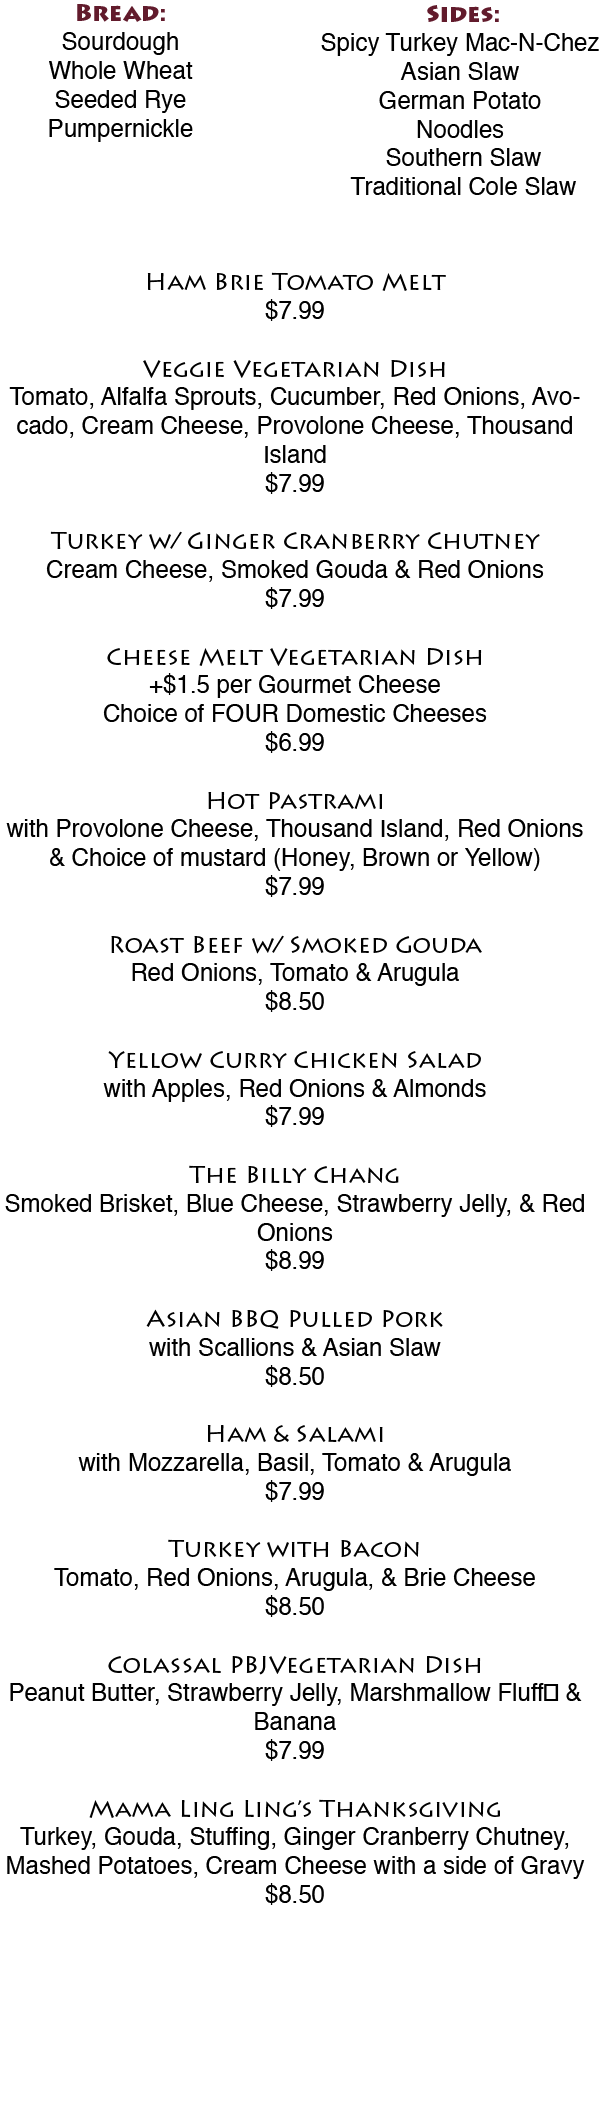 Bread:
Sourdough
Whole Wheat
Seeded Rye
Pumpernickle
Sides:
Spicy Turkey Mac-N-Chez
Asian Slaw
German Potato
Noodles
Southern Slaw
Traditional Cole Slaw
Ham Brie Tomato Melt
$7.99
Veggie Vegetarian Dish
Tomato, Alfalfa Sprouts, Cucumber, Red Onions, Avo-
cado, Cream Cheese, Provolone Cheese, Thousand
Island
$7.99
Turkey w/ Ginger Cranberry Chutney
Cream Cheese, Smoked Gouda & Red Onions
$7.99
Cheese Melt Vegetarian Dish
+$1.5 per Gourmet Cheese
Choice of FOUR Domestic Cheeses
$6.99
Hot Pastrami
with Provolone Cheese, Thousand Island, Red Onions
& Choice of mustard (Honey, Brown or Yellow)
$7.99
Roast Beef w/ Smoked Gouda
Red Onions, Tomato & Arugula
$8.50
Yellow Curry Chicken Salad
with Apples, Red Onions & Almonds
$7.99
The Billy Chang
Smoked Brisket, Blue Cheese, Strawberry Jelly, & Red
Onions
$8.99
Asian BBQ Pulled Pork
with Scallions & Asian Slaw
$8.50
Ham & Salami
with Mozzarella, Basil, Tomato & Arugula
$7.99
Turkey with Bacon
Tomato, Red Onions, Arugula, & Brie Cheese
$8.50
Colassal PBJVegetarian Dish
Peanut Butter, Strawberry Jelly, Marshmallow Fluff &
Banana
$7.99
Mama Ling Ling's Thanksgiving
Turkey, Gouda, Stuffing, Ginger Cranberry Chutney,
Mashed Potatoes, Cream Cheese with a side of Gravy
$8.50